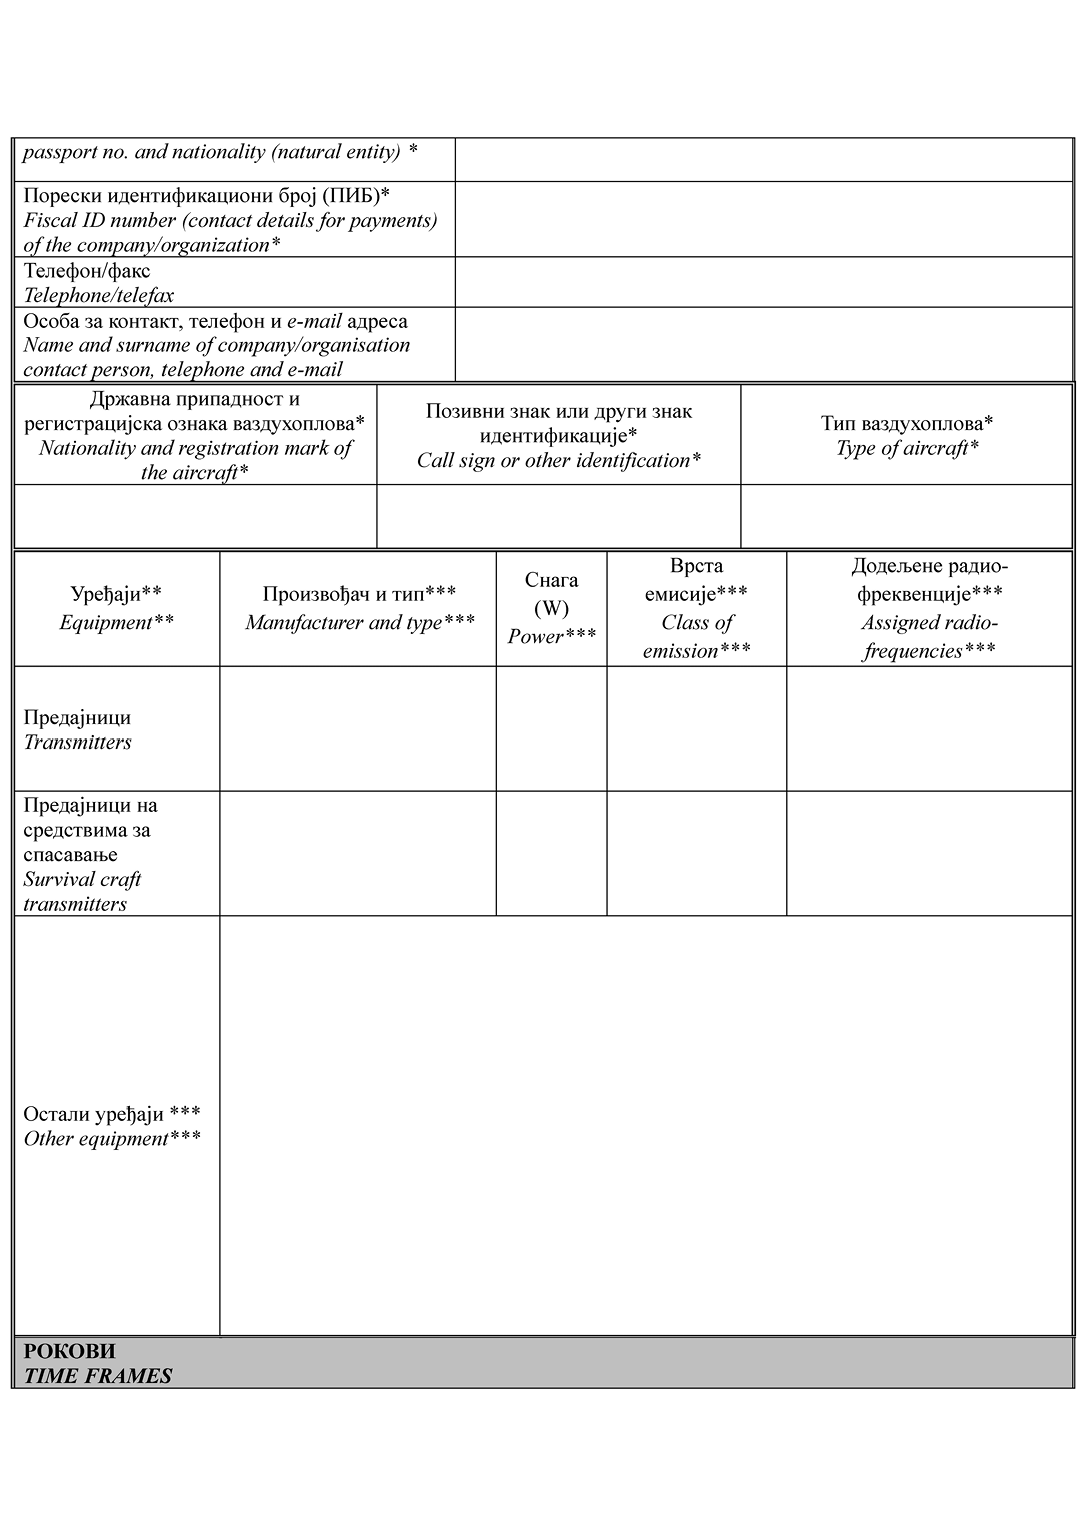 passport no. and nationality (natural entity) *
Порески идентификациони број (ПИБ)*
Fiscal ID number (contact details for payments)
of the company/organization*
Телефон/факс
Telephone/telefax
Особа за контакт, телефон и e-mail адреса
Name and surname of company/organisation
contact person, telephone and e-mail
Државна припадност и
регистрацијска ознака ваздухоплова*
Nationality and registration mark of
the aircraft*
Позивни знак или други знак
идентификације*
Call sign or other identification*
Тип ваздухоплова*
Type of aircraft*
Уређаји**
Equipment**
Произвођач и тип***
Manufacturer and type***
Снага
(W)
Power***
Врста
емисије***
Class of
emission***
Додељене радио-
фреквенције***
Assigned radio-
frequencies***
Предајници
Transmitters
Предајници на
средствима за
спасавање
Survival craft
transmitters
Остали уређаји ***
Other equipment***
РОКОВИ
TIME FRAMES